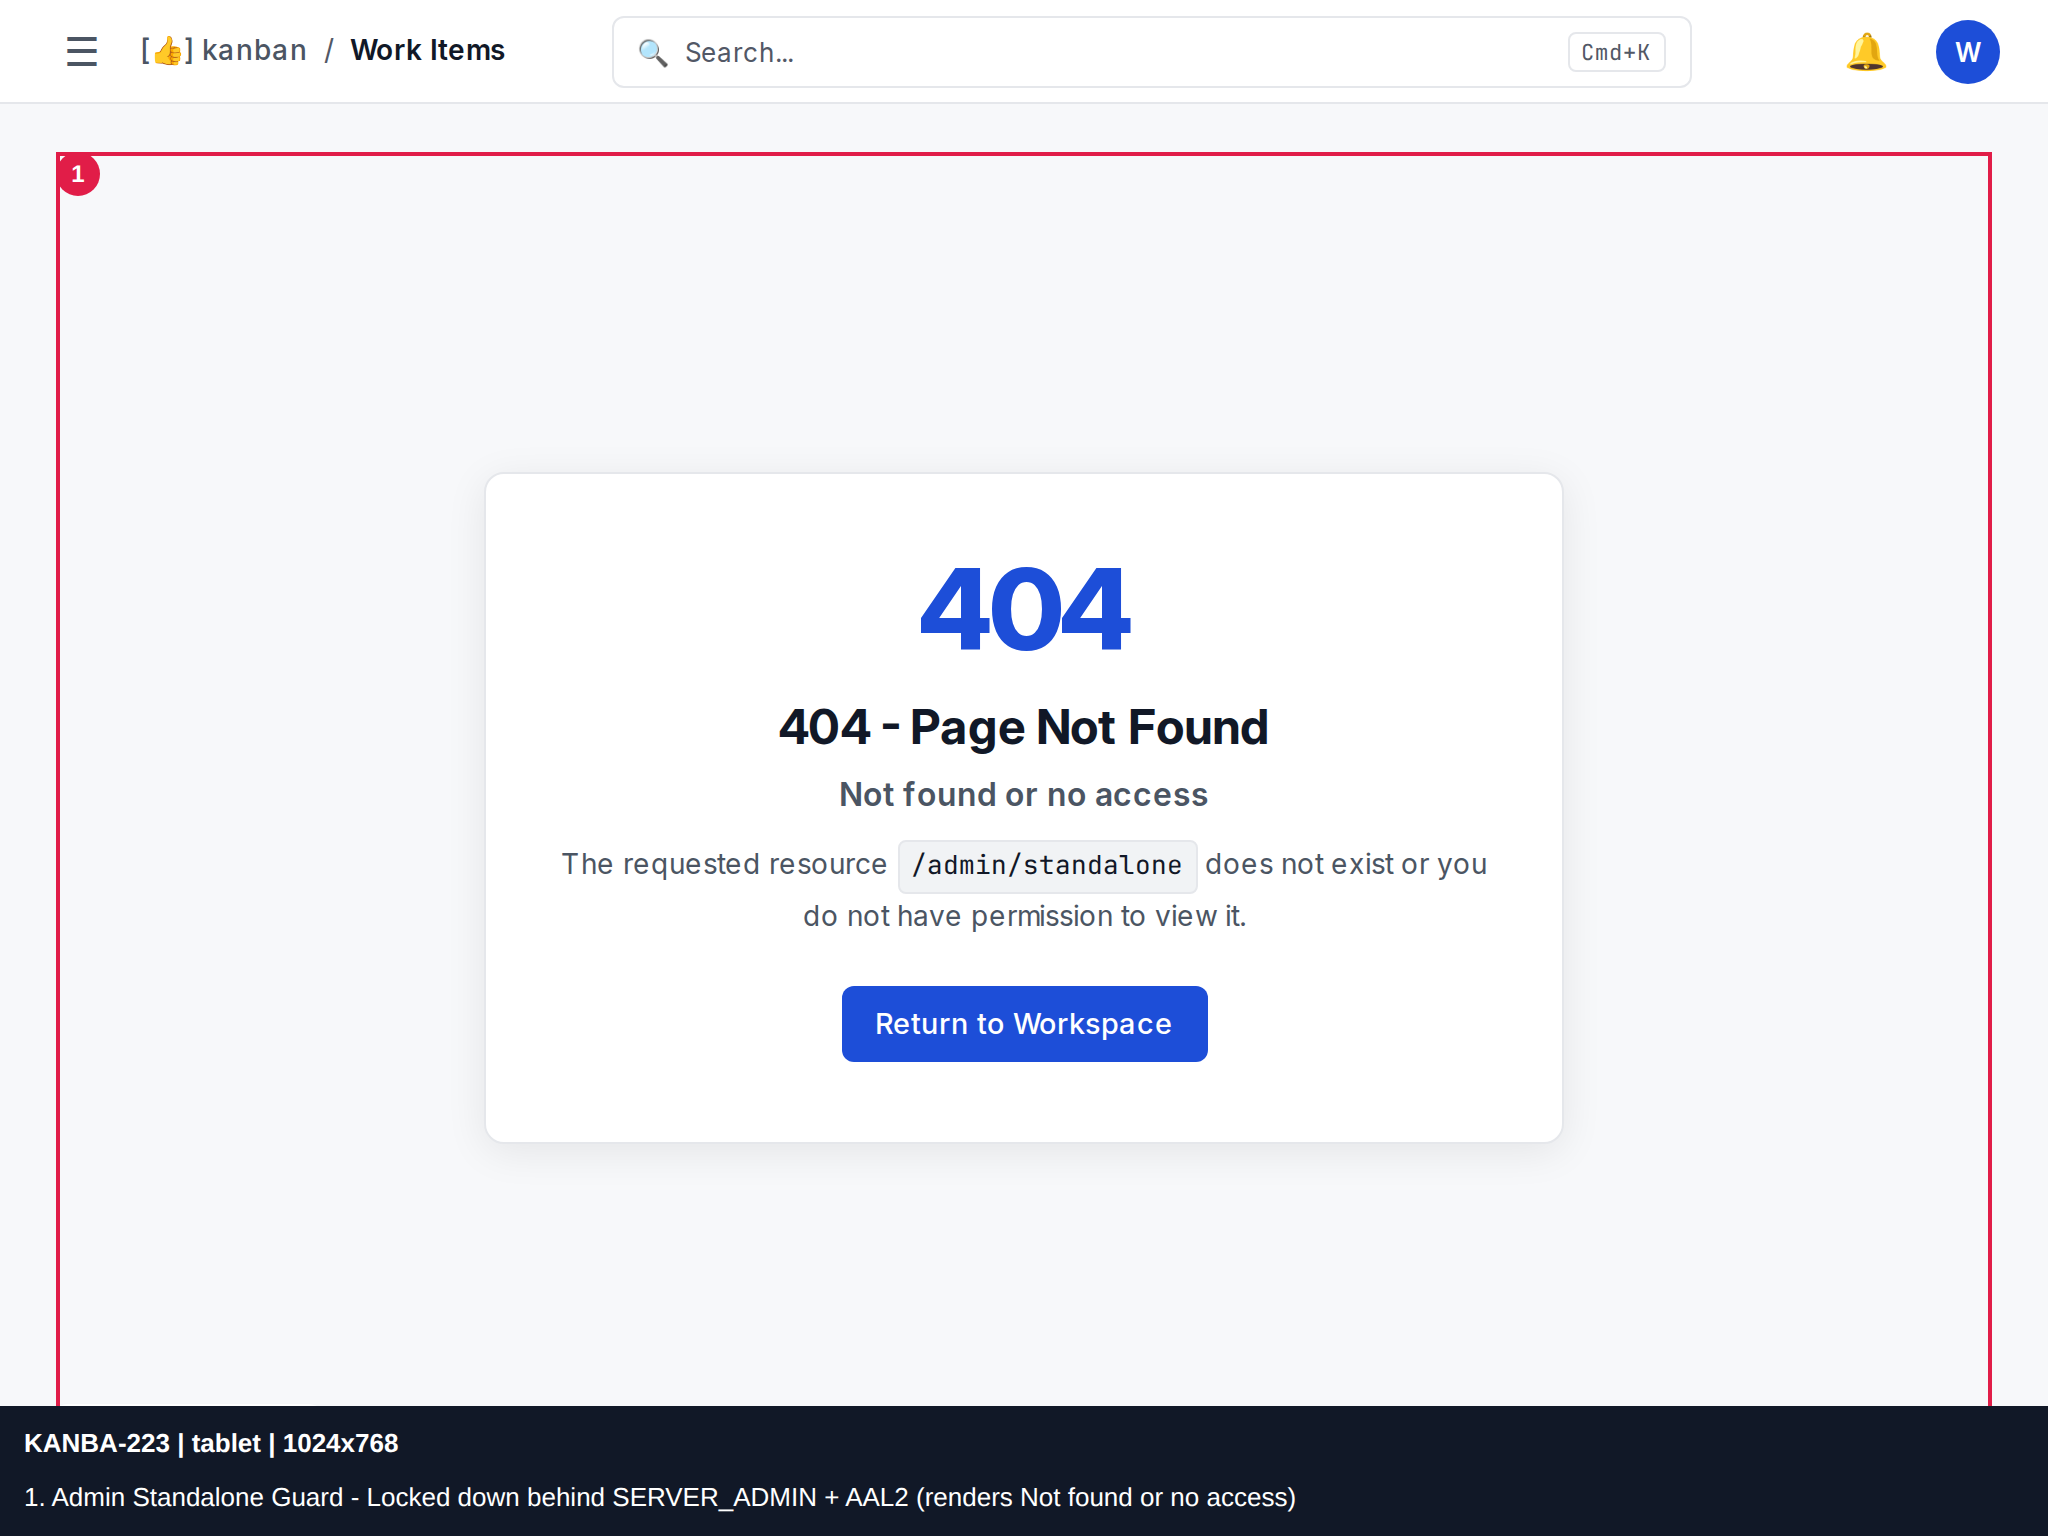 ☰ [👍] kanban / Work Items
🔍 Search... Cmd+K
🔔 W
1
404
404 - Page Not Found
Not found or no access
The requested resource /admin/standalone does not exist or you
do not have permission to view it.
Return to Workspace
KANBA-223 | tablet | 1024x768
1. Admin Standalone Guard - Locked down behind SERVER_ADMIN + AAL2 (renders Not found or no access)